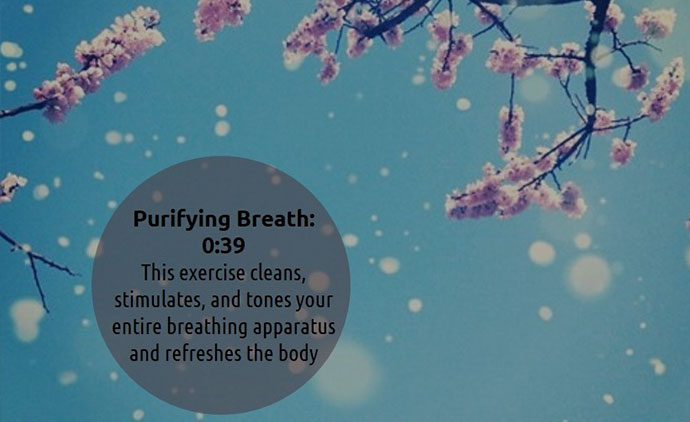 Purifying Breath:
0:39
This exercise cleans,
stimulates, and tones your
entire breathing apparatus
and refreshes the body